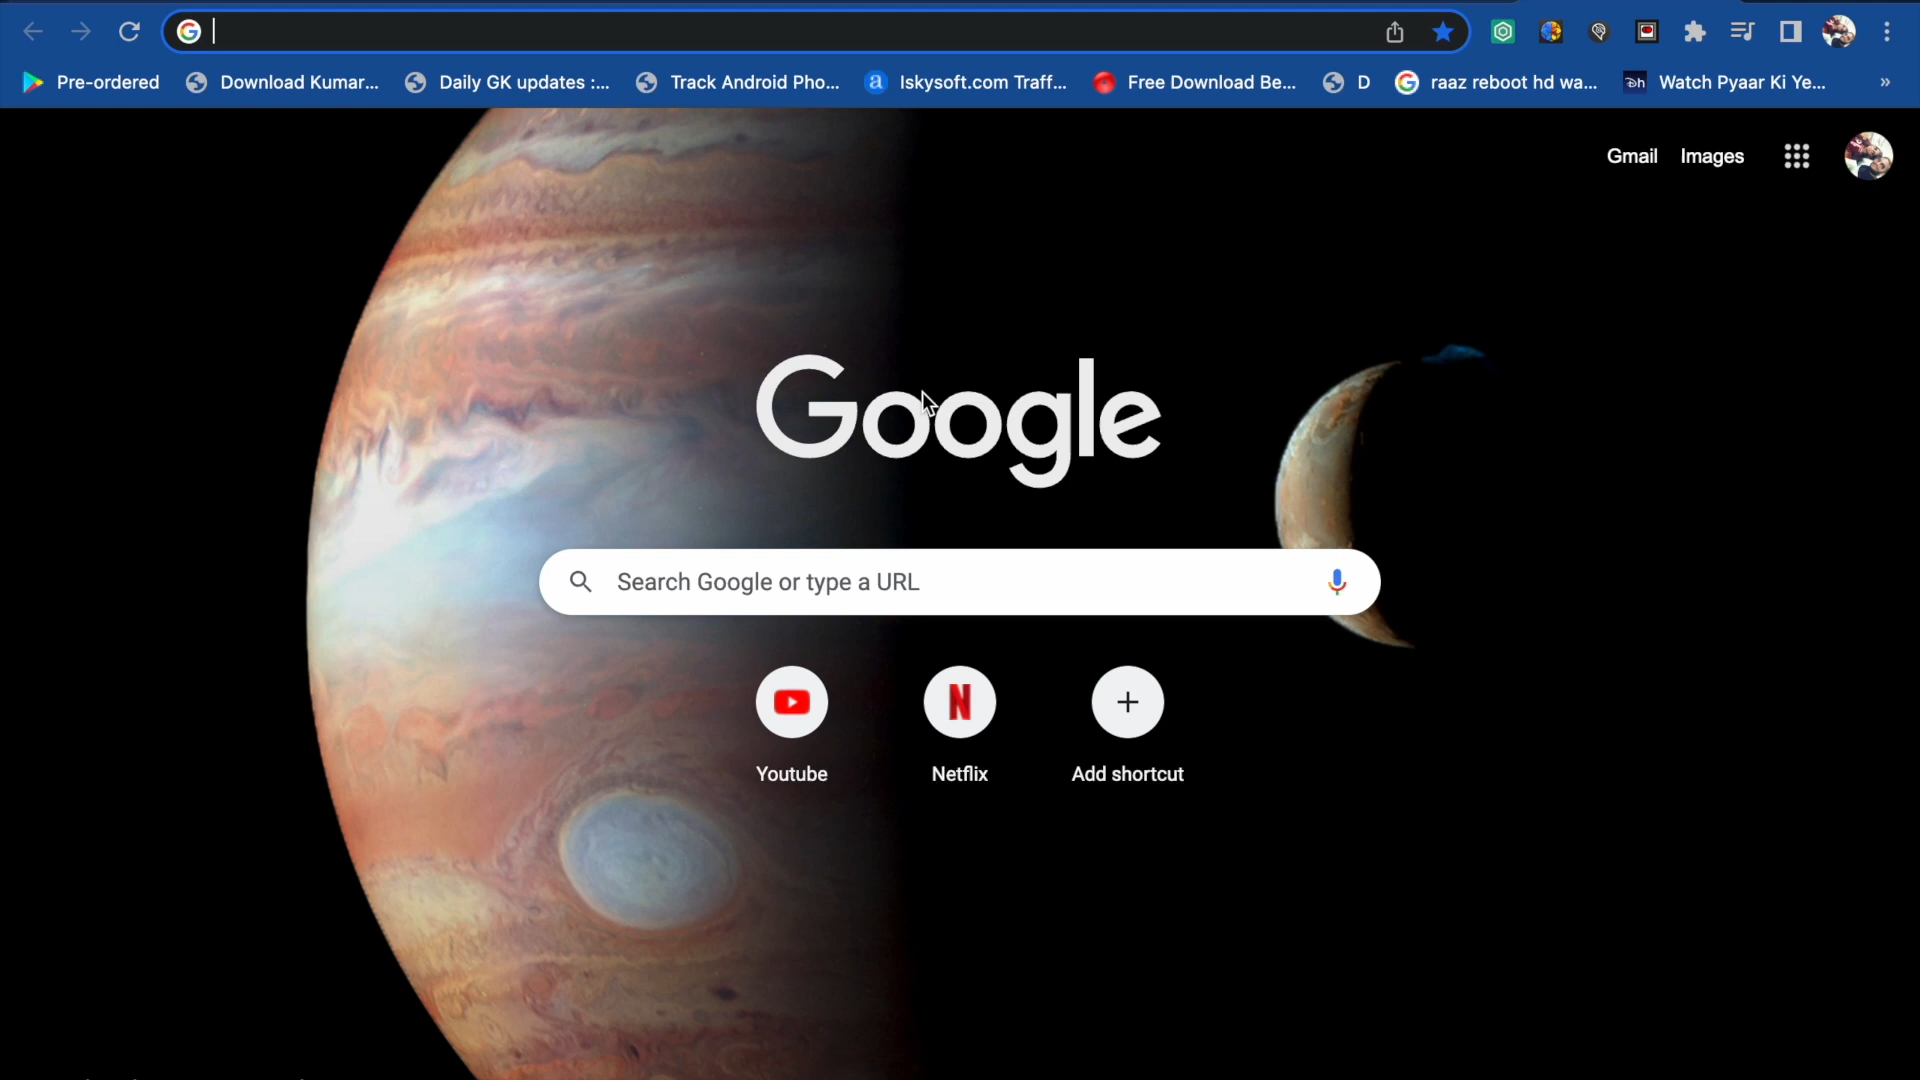 Pre-ordered
Download Kumar...
Daily GK updates :...
Track Android Pho...
Iskysoft.com Traff...
Free Download Be...
D
raaz reboot hd wa...
Watch Pyaar Ki Ye...
Gmail
Images
Google
Search Google or type a URL
Youtube
Netflix
Add shortcut